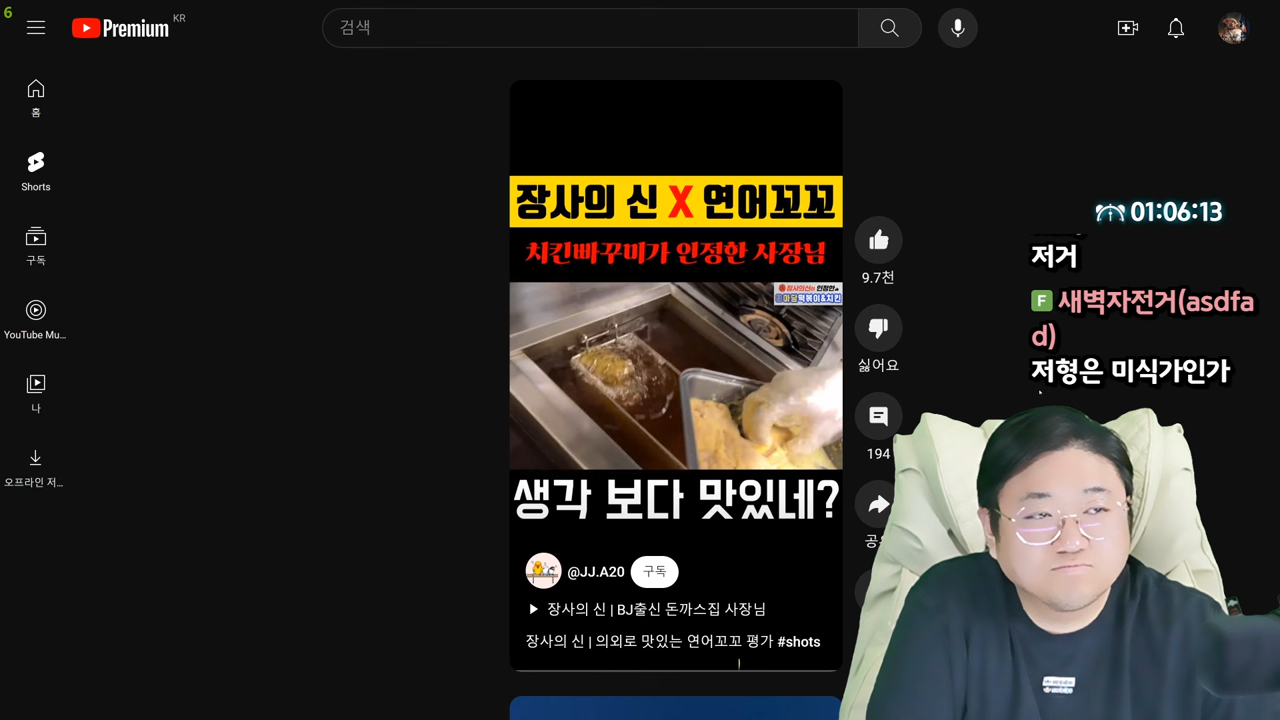 6
Premium KR
검색
홈
Shorts
구독
YouTube Mu...
나
오프라인 저...
장사의 신 X 연어꼬꼬
치킨빠꾸미가 인정한 사장님
생각 보다 맛있네?
@JJ.A20 구독
▶ 장사의 신 | BJ출신 돈까스집 사장님
장사의 신 | 의외로 맛있는 연어꼬꼬 평가 #shots
9.7천
싫어요
194
01:06:13
저거
F 새벽자전거(asdfa
d)
저형은 미식가인가